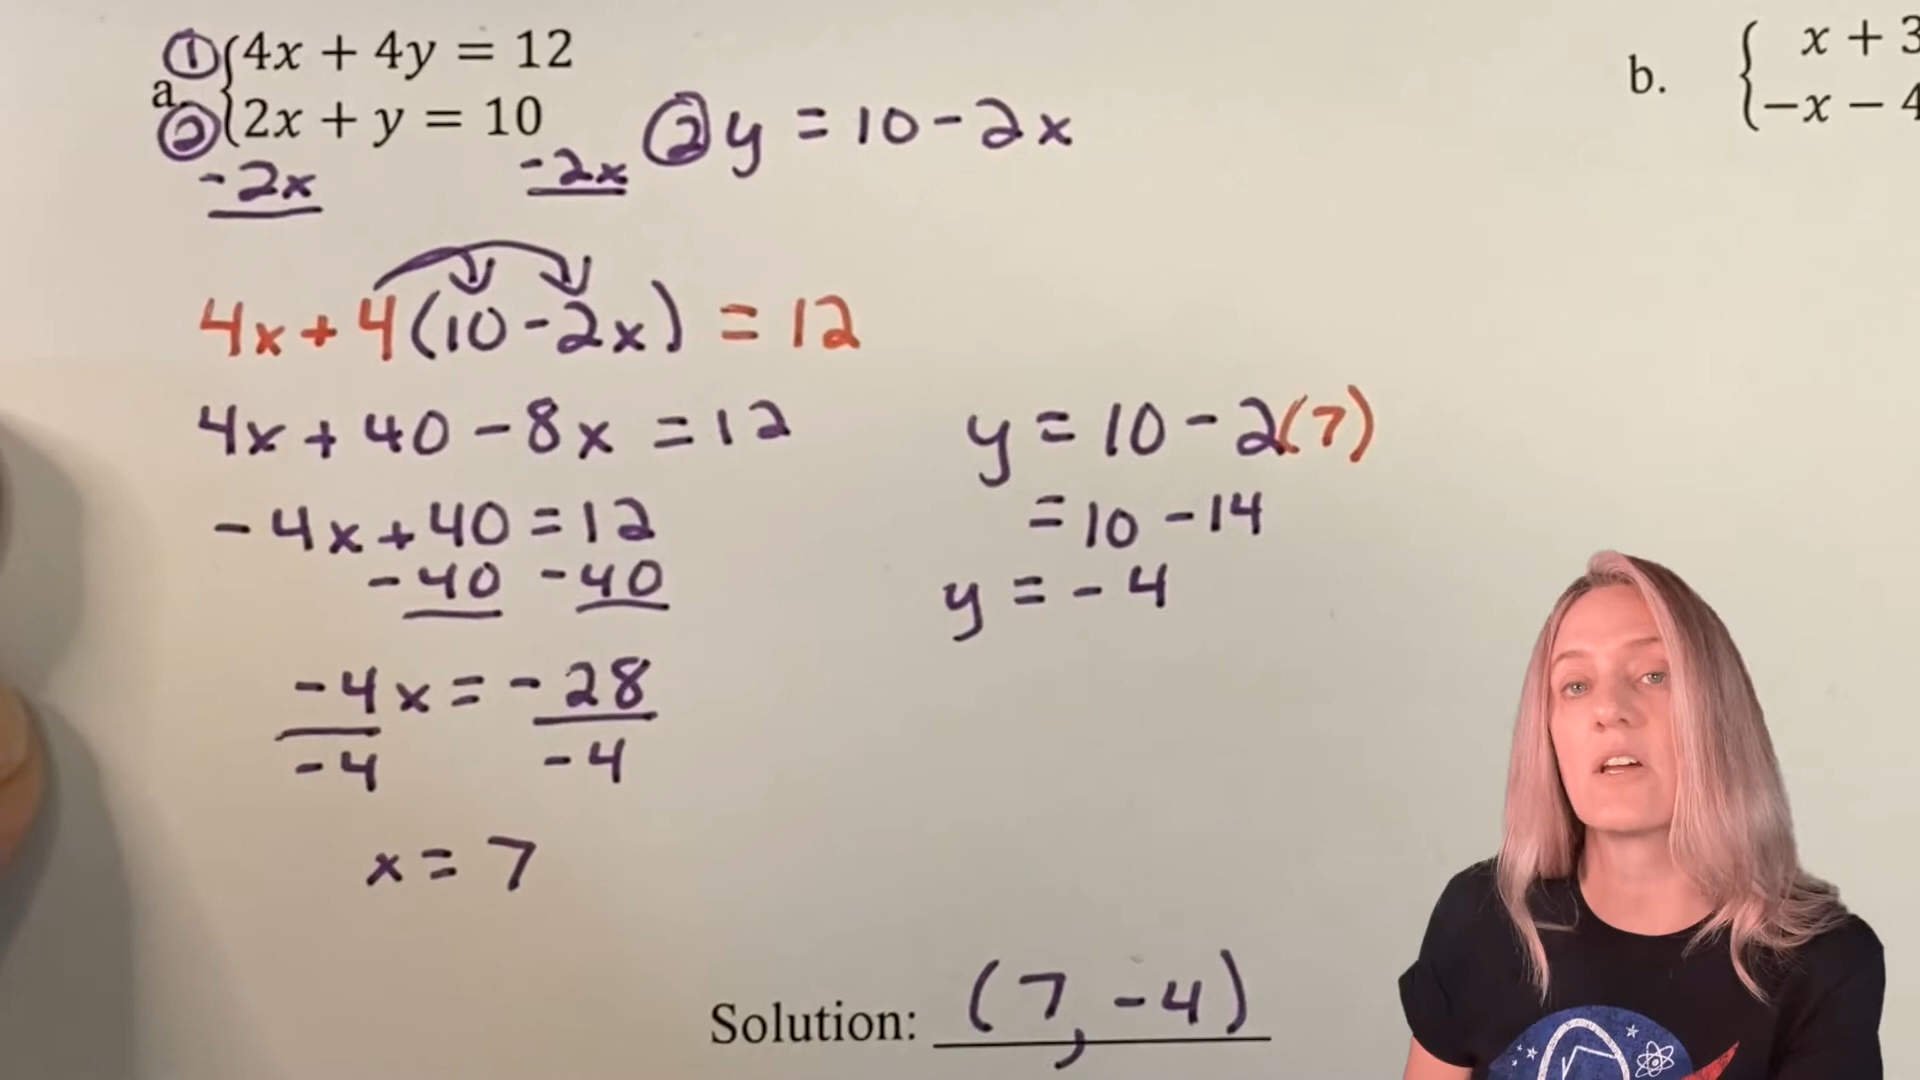 ① 4x + 4y = 12
a.
② 2x + y = 10
-2x -2x
② y = 10 - 2x
4x + 4(10 - 2x) = 12
4x + 40 - 8x = 12
-4x + 40 = 12
-40 -40
-4x = -28
-4 -4
x = 7
y = 10 - 2(7)
= 10 - 14
y = -4
Solution: (7, -4)
b.
x + 3
−x − 4